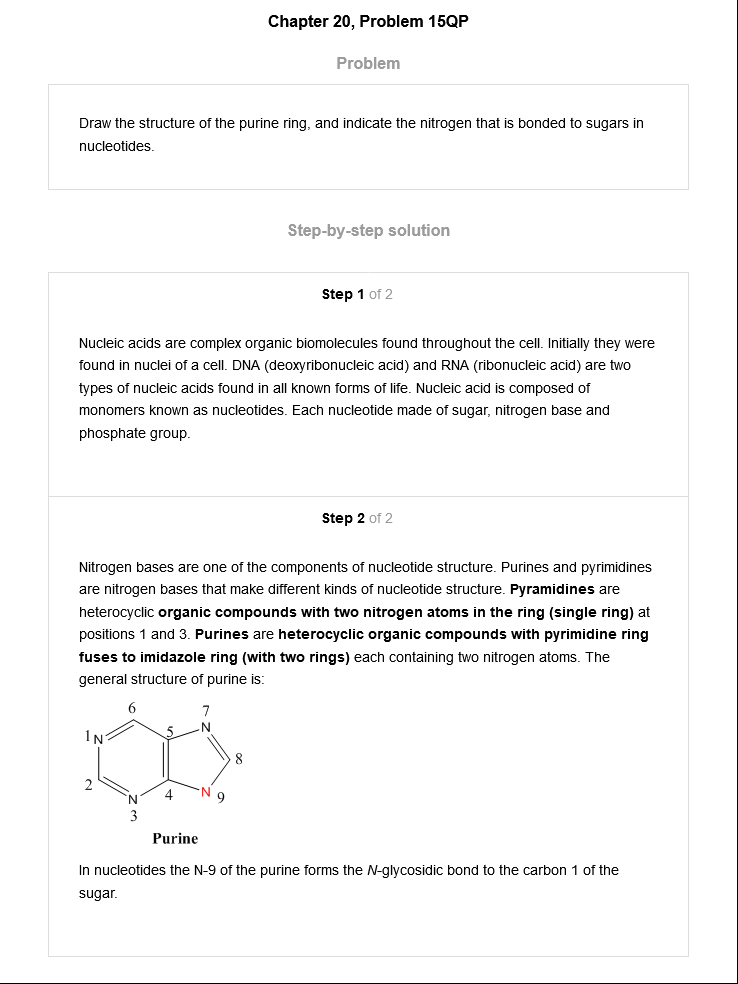 Chapter 20, Problem 15QP
Problem
Draw the structure of the purine ring, and indicate the nitrogen that is bonded to sugars in
nucleotides.
Step-by-step solution
Step 1 of 2
Nucleic acids are complex organic biomolecules found throughout the cell. Initially they were
found in nuclei of a cell. DNA (deoxyribonucleic acid) and RNA (ribonucleic acid) are two
types of nucleic acids found in all known forms of life. Nucleic acid is composed of
monomers known as nucleotides. Each nucleotide made of sugar, nitrogen base and
phosphate group.
Step 2 of 2
Nitrogen bases are one of the components of nucleotide structure. Purines and pyrimidines
are nitrogen bases that make different kinds of nucleotide structure. Pyramidines are
heterocyclic organic compounds with two nitrogen atoms in the ring (single ring) at
positions 1 and 3. Purines are heterocyclic organic compounds with pyrimidine ring
fuses to imidazole ring (with two rings) each containing two nitrogen atoms. The
general structure of purine is:
6
7
5
N
1 N
8
2
N
4
N 9
3
Purine
In nucleotides the N-9 of the purine forms the N-glycosidic bond to the carbon 1 of the
sugar.